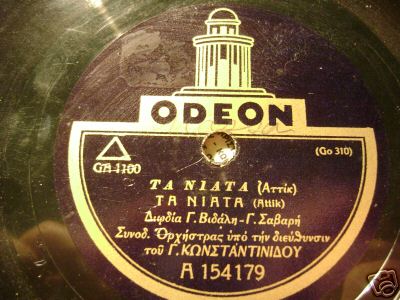 ODEON
GA 1100
(Go 310)
ΤΑ ΝΙΑΤΑ (Αττίκ)
ΤΑ ΝΙΑΤΑ (Attik)
Διφδία Γ. Βιδάλη-Γ. Σαβαρή
Συνοδ. Ὀρχήστρας ὑπό τήν διεύθυνσιν
τοῦ Γ. ΚΩΝΣΤΑΝΤΙΝΙΔΟΥ
A 154179